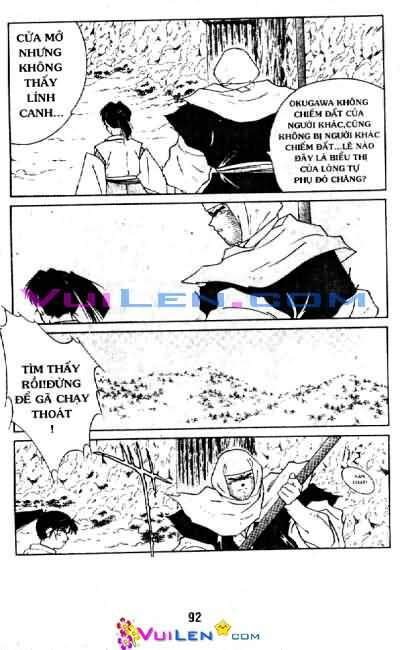 CỬA MỞ
NHƯNG
KHÔNG
THẤY
LÍNH
CANH...
OKUGAWA KHÔNG
CHIẾM ĐẤT CỦA
NGƯỜI KHÁC,CŨNG
KHÔNG BỊ NGƯỜI KHÁC
CHIẾM ĐẤT...LẼ NÀO
ĐÂY LÀ BIỂU THỊ
CỦA LÒNG TỰ
PHỤ ĐÓ CHĂNG?
VUILEN.COM
TÌM THẤY
RỒI!ĐỪNG
ĐỂ GÃ CHẠY
THOÁT
!
92
VUILEN.COM